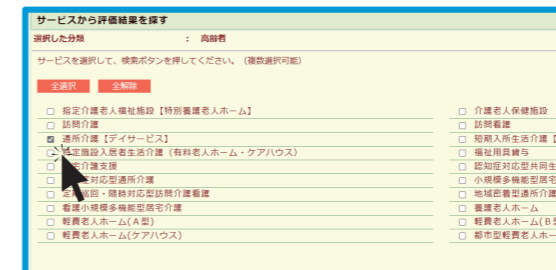 サービスから評価結果を探す
選択した分類 : 高齢者
サービスを選択して、検索ボタンを押してください。(複数選択可能)
全選択 全解除
指定介護老人福祉施設【特別養護老人ホーム】
訪問介護
通所介護【デイサービス】
特定施設入居者生活介護(有料老人ホーム・ケアハウス)
介護支援
対応型通所介護
巡回・随時対応型訪問介護看護
看護小規模多機能型居宅介護
軽費老人ホーム(A型)
軽費老人ホーム(ケアハウス)
介護老人保健施設
訪問看護
短期入所生活介護【
福祉用具貸与
認知症対応型共同生
小規模多機能型居宅
地域密着型通所介護
養護老人ホーム
軽費老人ホーム(B
都市型軽費老人ホー